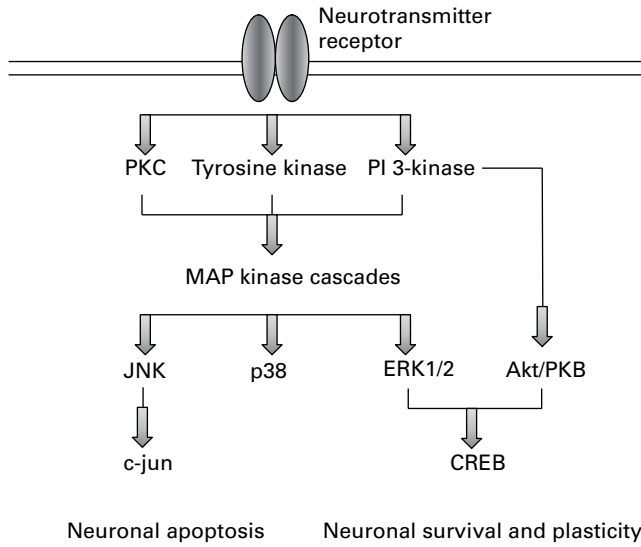 Neurotransmitter
receptor
PKC Tyrosine kinase PI 3-kinase
MAP kinase cascades
JNK p38 ERK1/2 Akt/PKB
c-jun CREB
Neuronal apoptosis Neuronal survival and plasticity